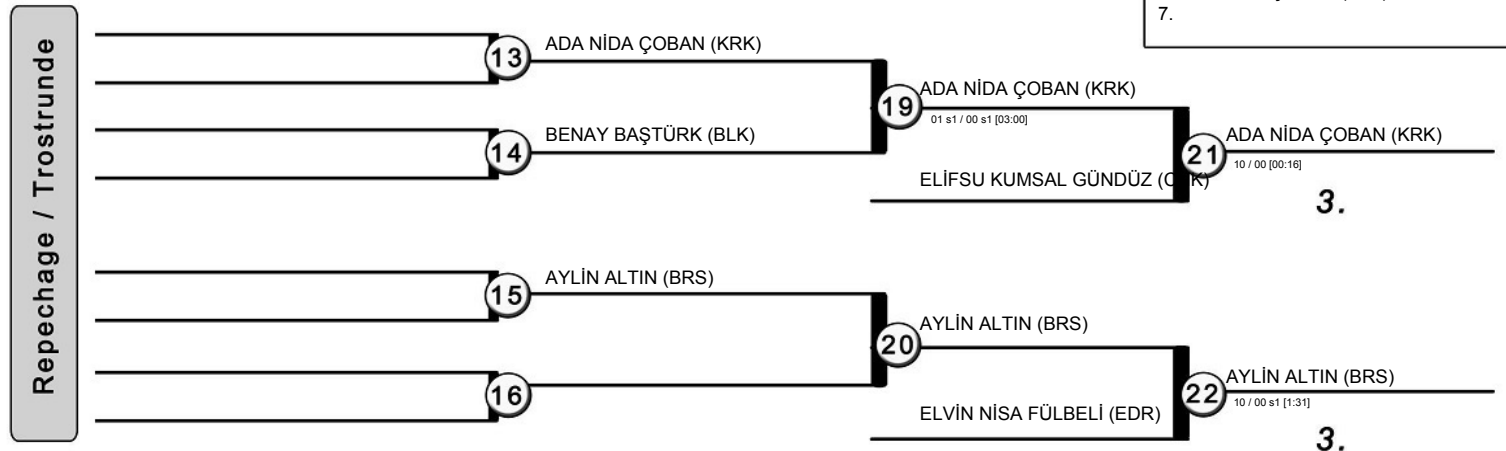 7.
Repechage / Trostrunde
13
ADA NİDA ÇOBAN (KRK)
14
BENAY BAŞTÜRK (BLK)
19
ADA NİDA ÇOBAN (KRK)
01 s1 / 00 s1 [03:00]
ELİFSU KUMSAL GÜNDÜZ
21
ADA NİDA ÇOBAN (KRK)
10 / 00 [00:16]
3.
15
AYLİN ALTIN (BRS)
16
20
AYLİN ALTIN (BRS)
ELVİN NİSA FÜLBELİ (EDR)
22
AYLİN ALTIN (BRS)
10 / 00 s1 [1:31]
3.